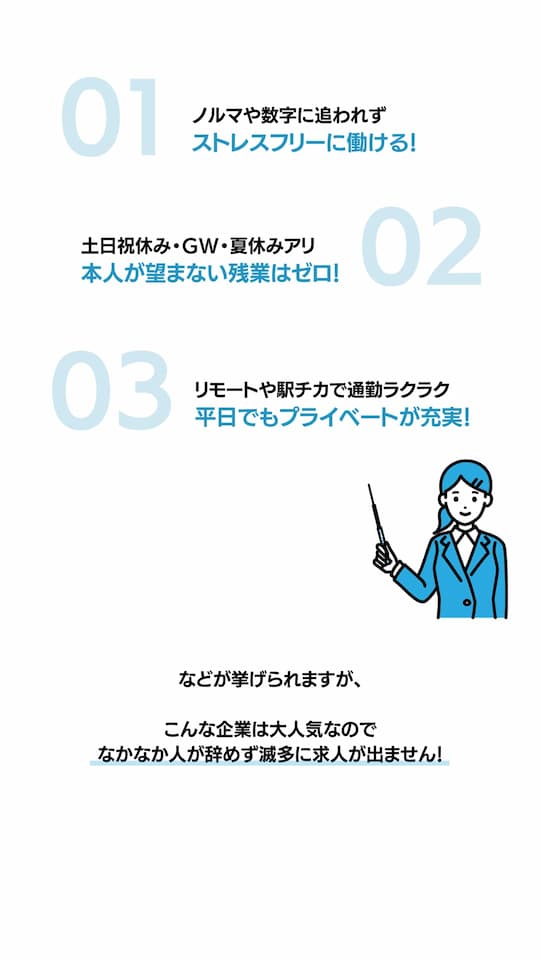 01
ノルマや数字に追われず
ストレスフリーに働ける！
土日祝休み・GW・夏休みアリ
本人が望まない残業はゼロ！
02
03
リモートや駅チカで通勤ラクラク
平日でもプライベートが充実！
などが挙げられますが、
こんな企業は大人気なので
なかなか人が辞めず滅多に求人が出ません！